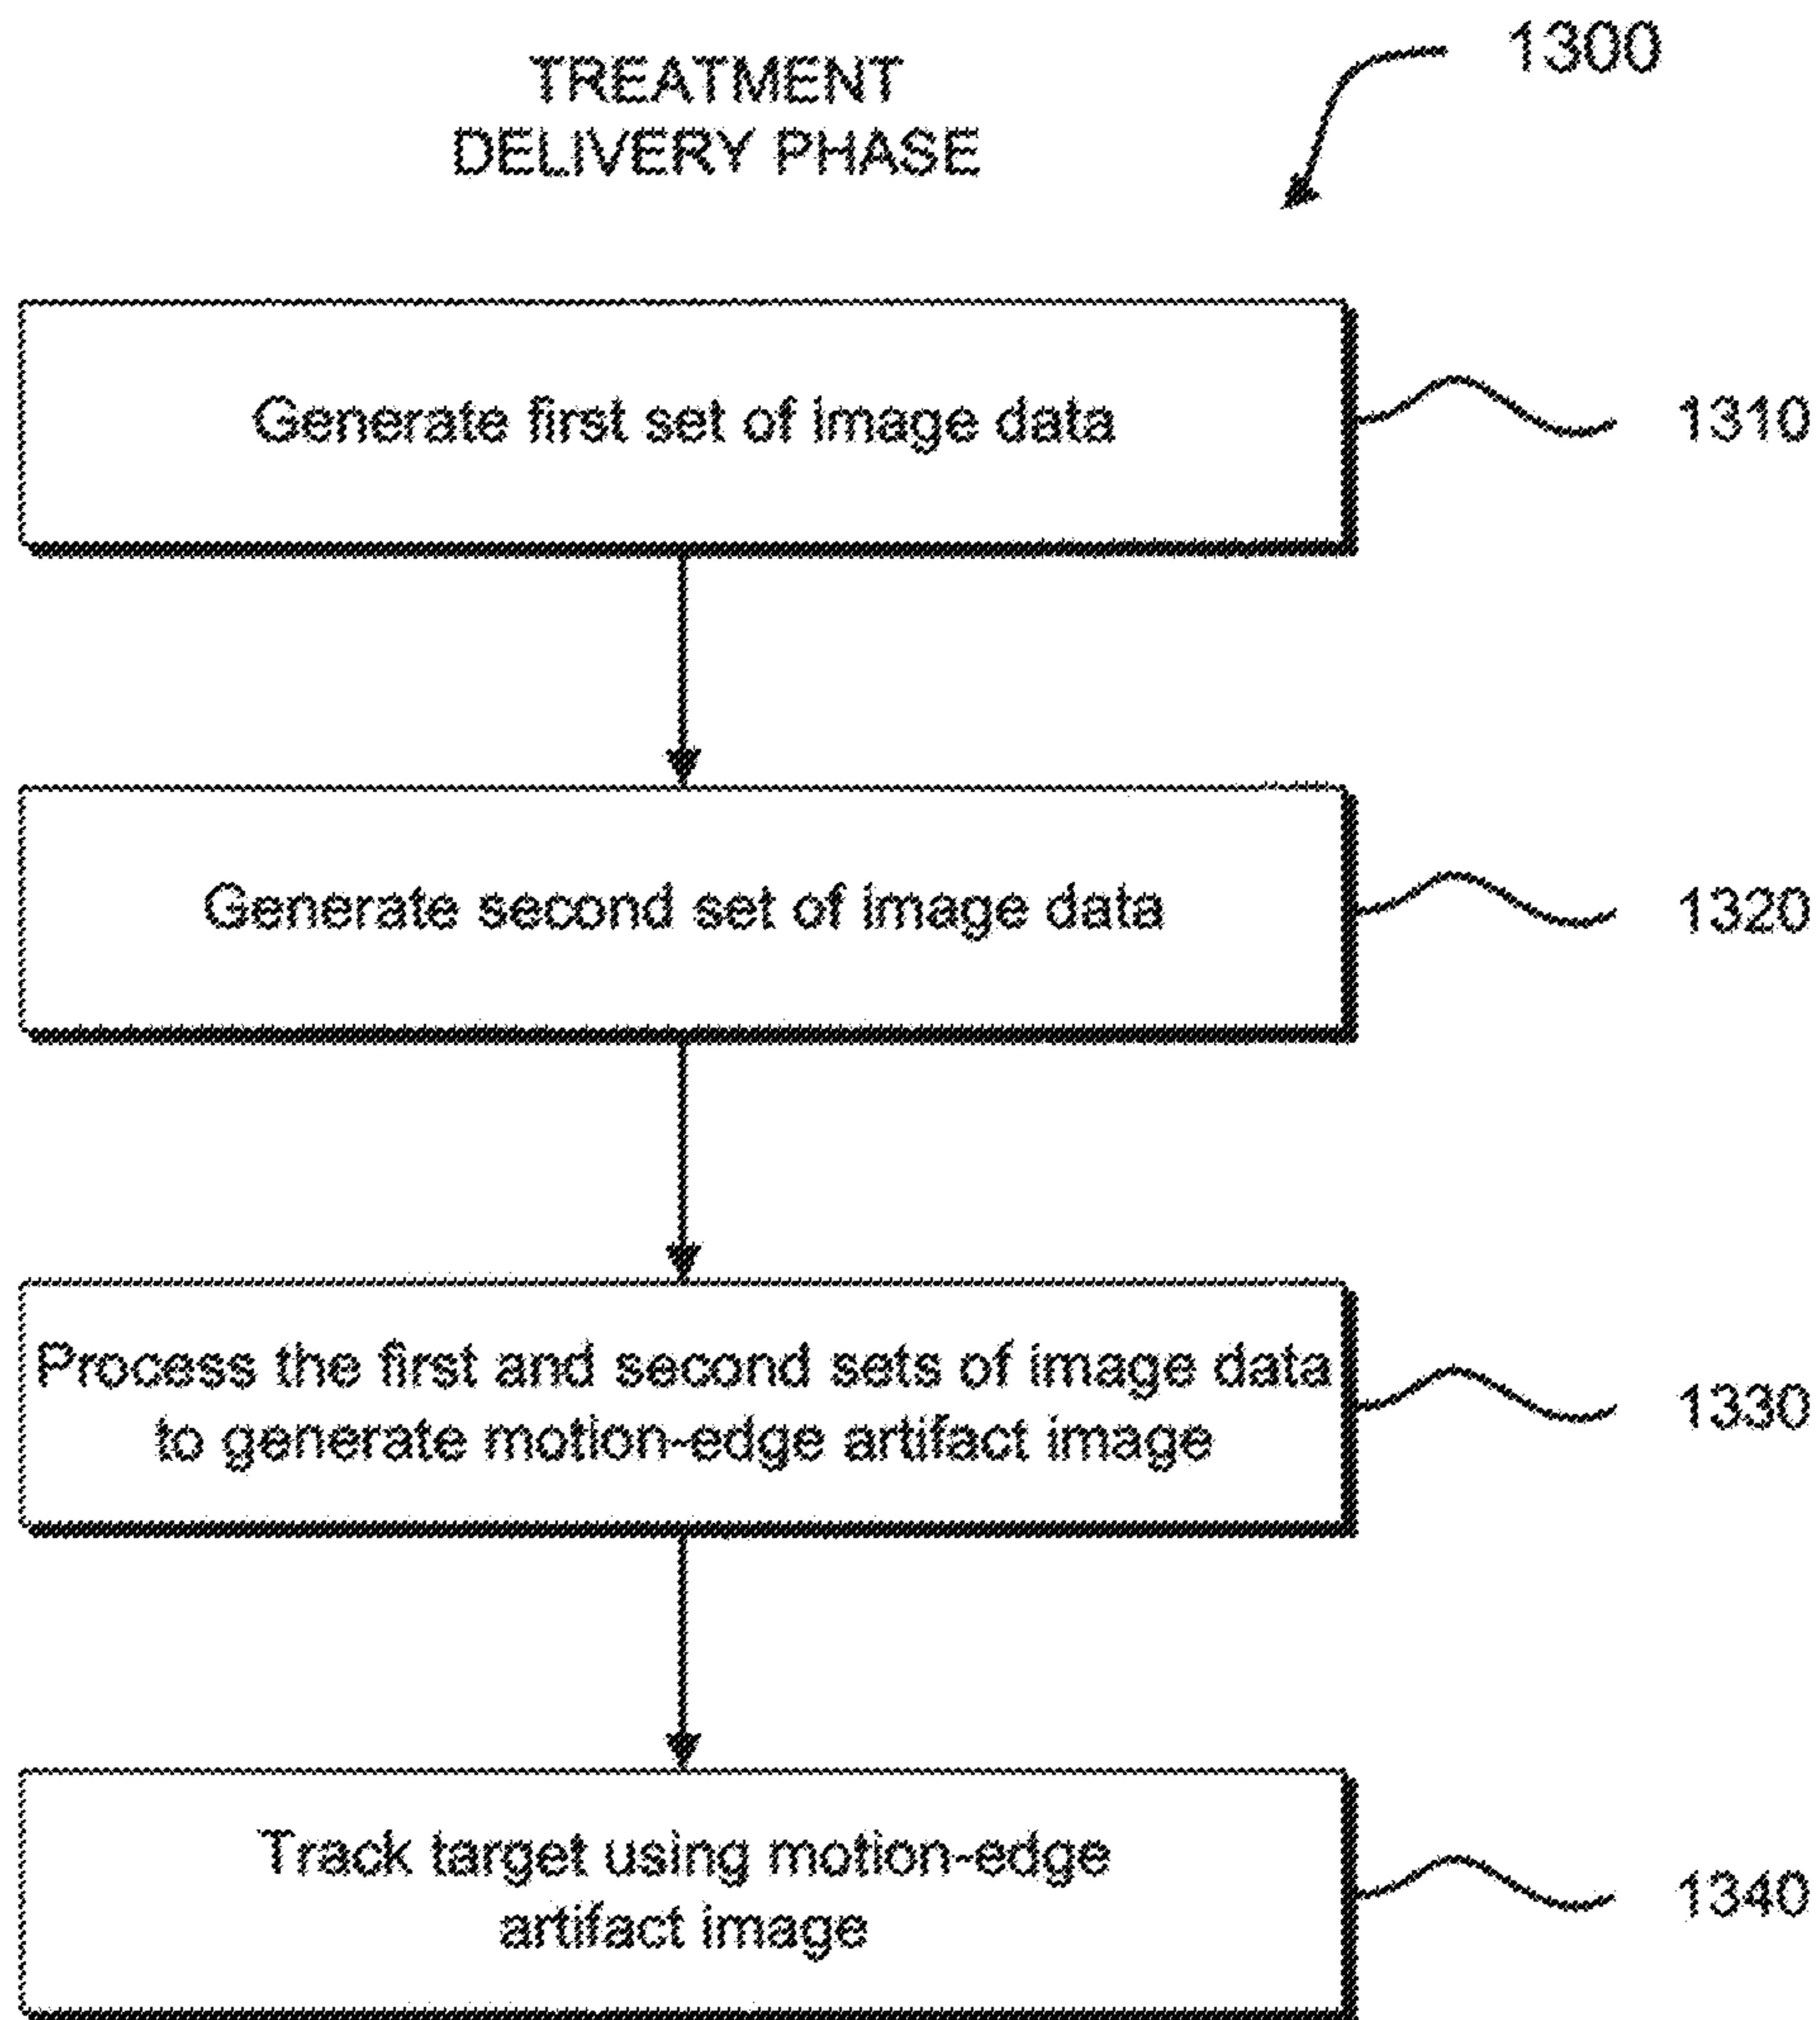 TREATMENT
DELIVERY PHASE
1300
Generate first set of image data
1310
Generate second set of image data
1320
Process the first and second sets of image data
to generate motion-edge artifact image
1330
Track target using motion-edge
artifact image
1340